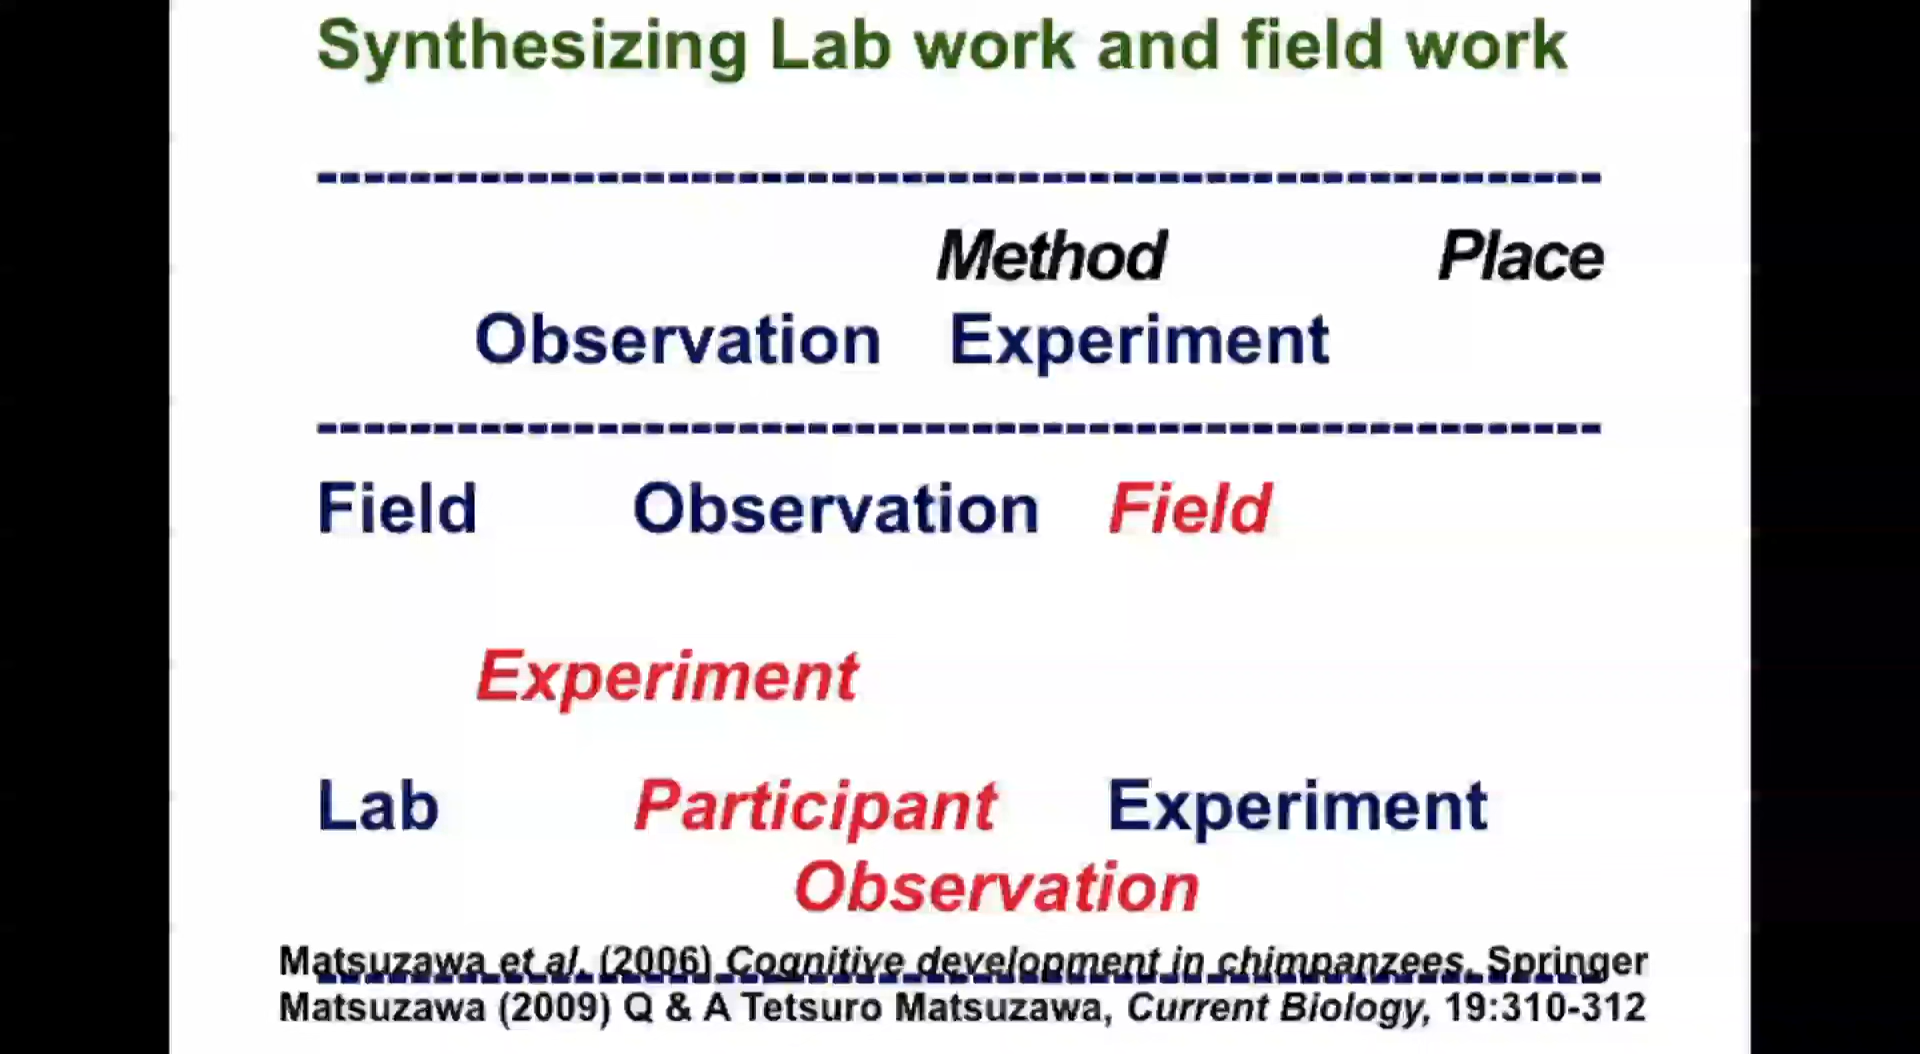 Synthesizing Lab work and field work
------------------------------------------------------
Method Place
Observation Experiment
------------------------------------------------------
Field Observation Field
Experiment
Lab Participant Experiment
Observation
Matsuzawa et al. (2006) Cognitive development in chimpanzees. Springer
Matsuzawa (2009) Q & A Tetsuro Matsuzawa, Current Biology, 19:310-312